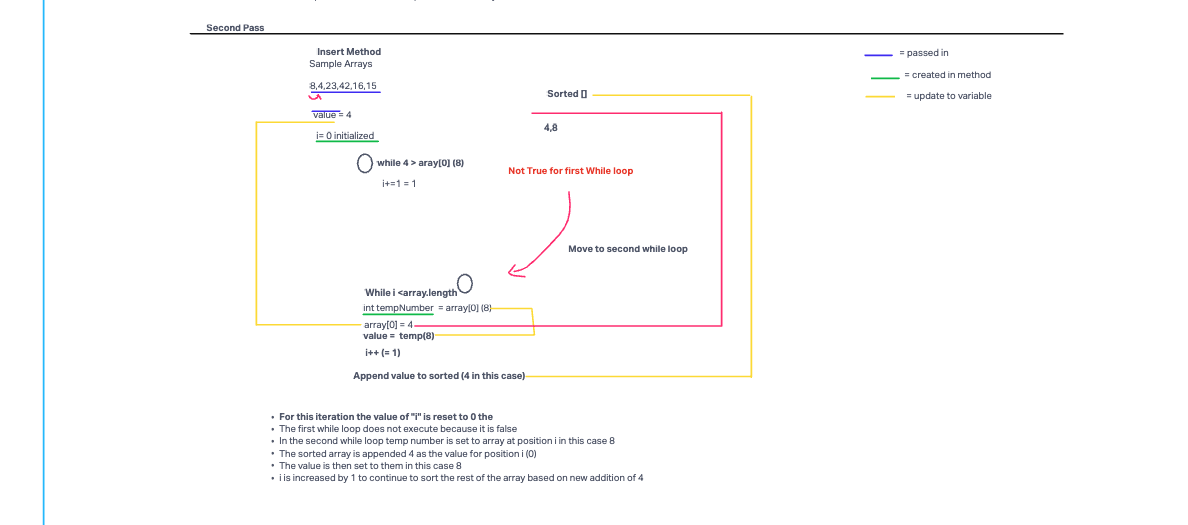 Second Pass
Insert Method
Sample Arrays
8,4,23,42,16,15
value = 4
i= 0 initialized
while 4 > aray[0] (8)
i+=1 = 1
Sorted []
4,8
Not True for first While loop
Move to second while loop
= passed in
= created in method
= update to variable
While i <array.length
int tempNumber = array[0] (8)
array[0] = 4
value = temp(8)
i++ (= 1)
Append value to sorted (4 in this case)
• For this iteration the value of "i" is reset to 0 the
• The first while loop does not execute because it is false
• In the second while loop temp number is set to array at position i in this case 8
• The sorted array is appended 4 as the value for position i (0)
• The value is then set to them in this case 8
• i is increased by 1 to continue to sort the rest of the array based on new addition of 4